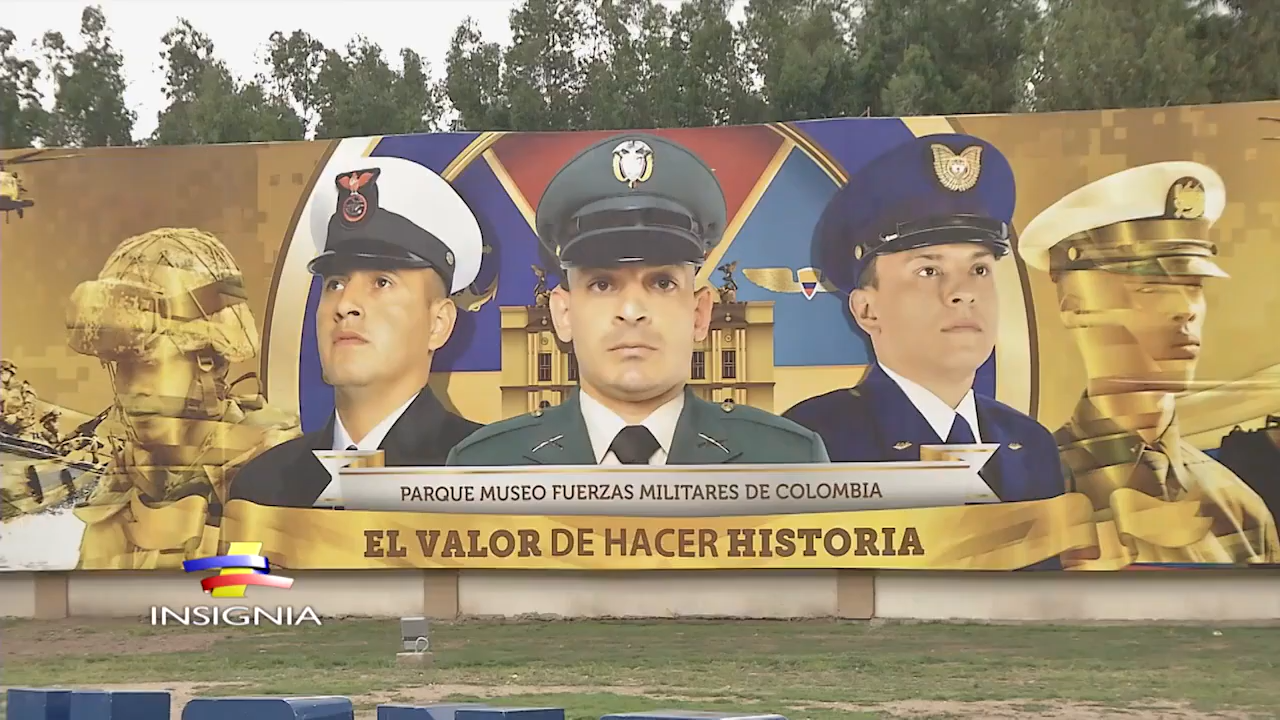 PARQUE MUSEO FUERZAS MILITARES DE COLOMBIA
EL VALOR DE HACER HISTORIA
INSIGNIA